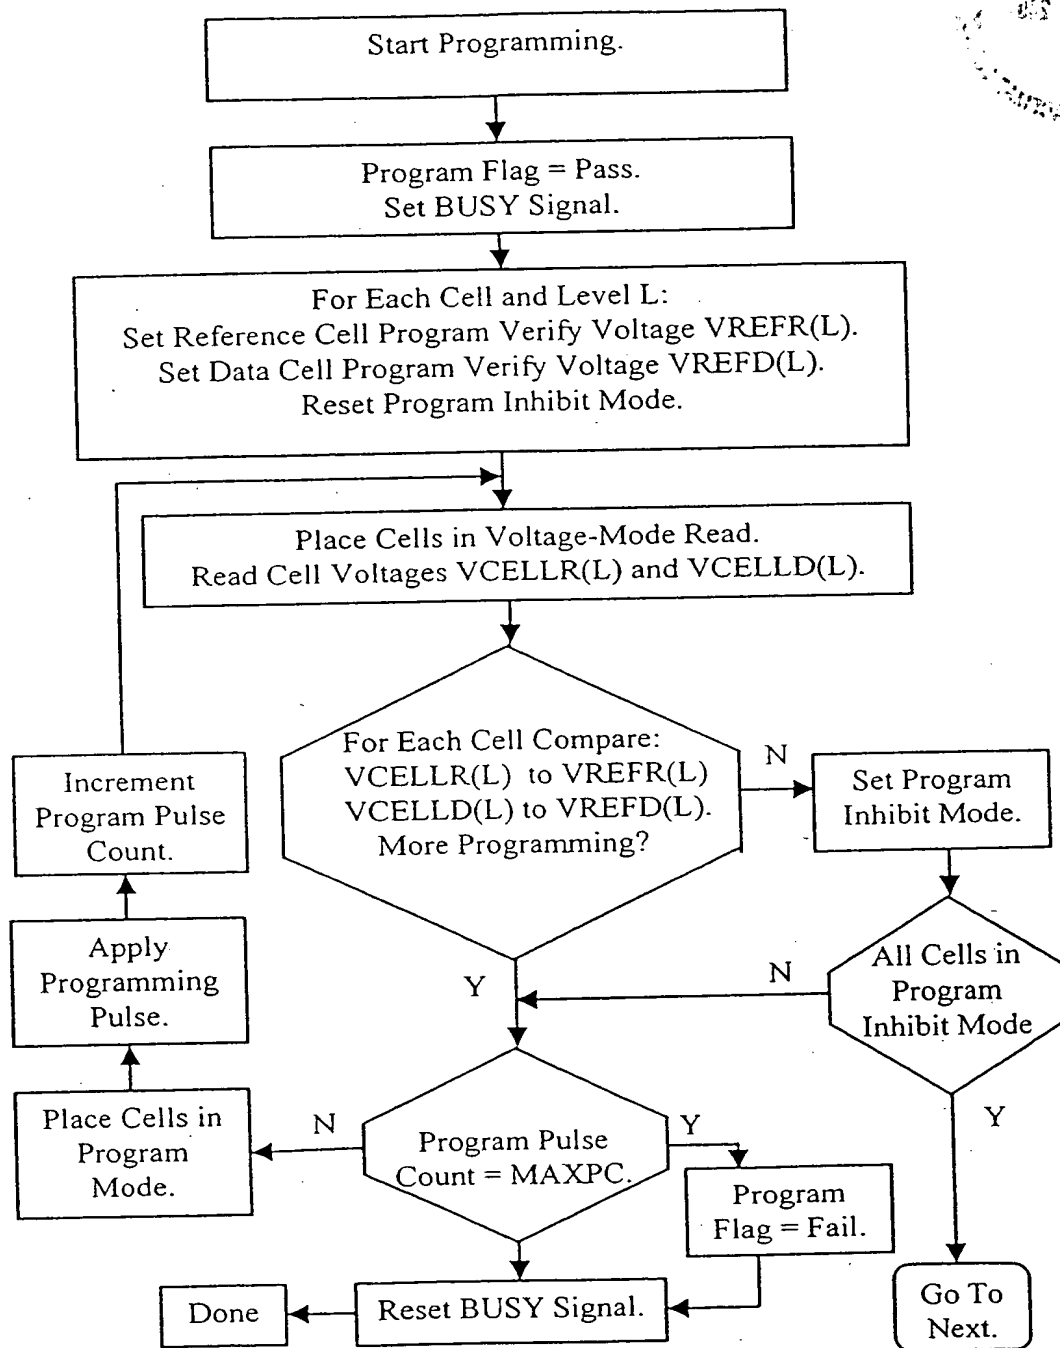 Start Programming.
Program Flag = Pass.
Set BUSY Signal.
For Each Cell and Level L:
Set Reference Cell Program Verify Voltage VREFR(L).
Set Data Cell Program Verify Voltage VREFD(L).
Reset Program Inhibit Mode.
Place Cells in Voltage-Mode Read.
Read Cell Voltages VCELLR(L) and VCELLD(L).
For Each Cell Compare:
VCELLR(L) to VREFR(L)
VCELLD(L) to VREFD(L).
More Programming?
N
Set Program
Inhibit Mode.
Increment
Program Pulse
Count.
Apply
Programming
Pulse.
Y
N
All Cells in
Program
Inhibit Mode
Place Cells in
Program
Mode.
N
Program Pulse
Count = MAXPC.
Y
Y
Program
Flag = Fail.
Done
Reset BUSY Signal.
Go To
Next.